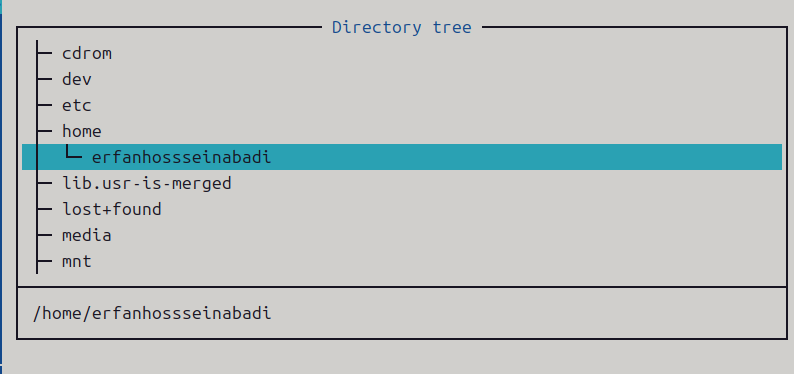 Directory tree
cdrom
dev
etc
home
erfanhossseinabadi
lib.usr-is-merged
lost+found
media
mnt
/home/erfanhossseinabadi